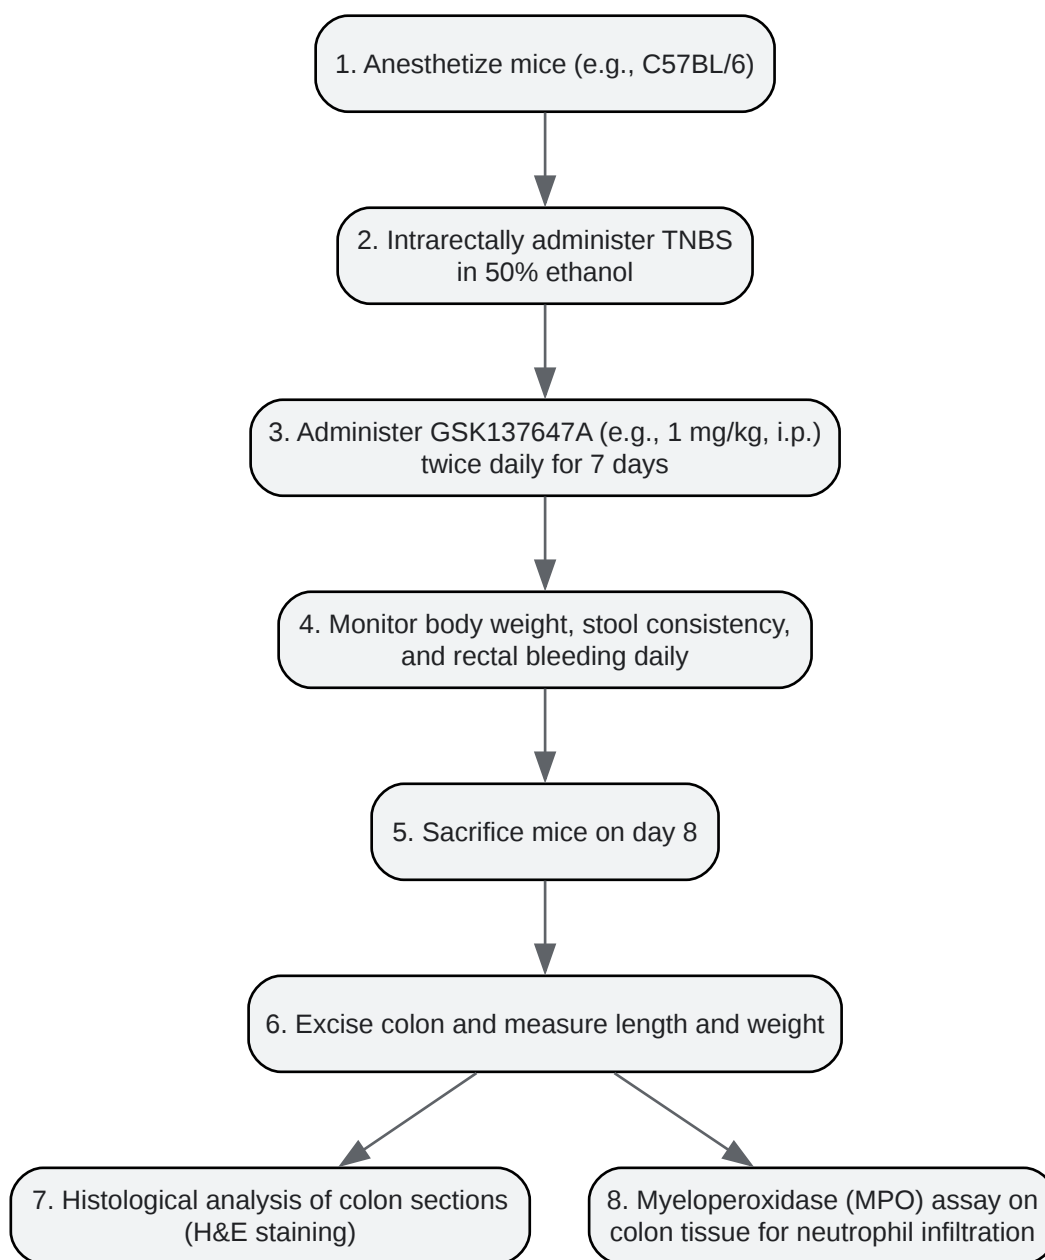 1. Anesthetize mice (e.g., C57BL/6)
2. Intrarectally administer TNBS
in 50% ethanol
3. Administer GSK137647A (e.g., 1 mg/kg, i.p.)
twice daily for 7 days
4. Monitor body weight, stool consistency,
and rectal bleeding daily
5. Sacrifice mice on day 8
6. Excise colon and measure length and weight
7. Histological analysis of colon sections
(H&E staining)
8. Myeloperoxidase (MPO) assay on
colon tissue for neutrophil infiltration